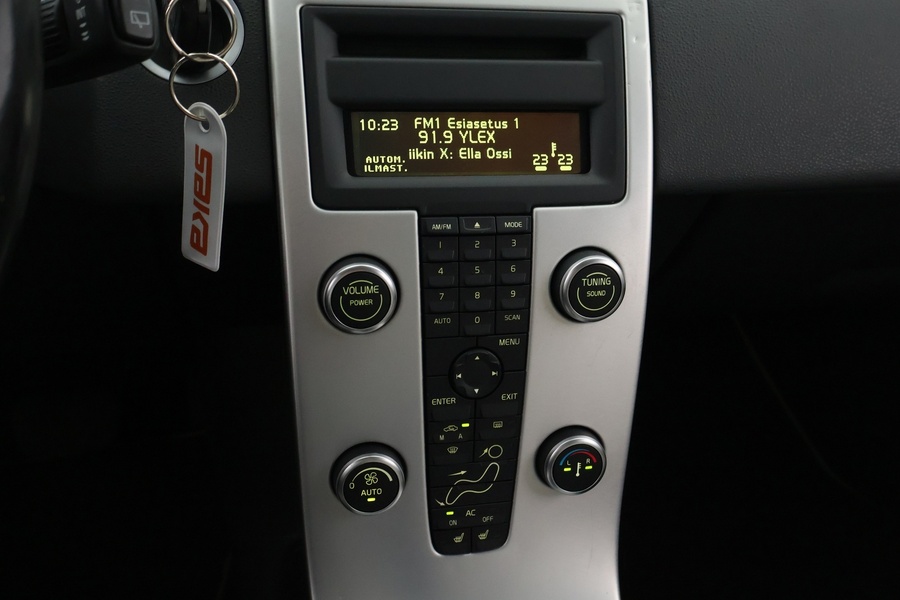 10:23 FM1 Esiasetus 1
91.9 YLEX
iikin X: Ella Ossi
AUTOM.
ILMAST.
23 23
saka
AM/FM MODE
1 2 3
4 5 6
7 8 9
AUTO 0 SCAN
VOLUME
POWER
TUNING
SOUND
MENU
ENTER EXIT
M A
0
AUTO
L R
AC
ON OFF